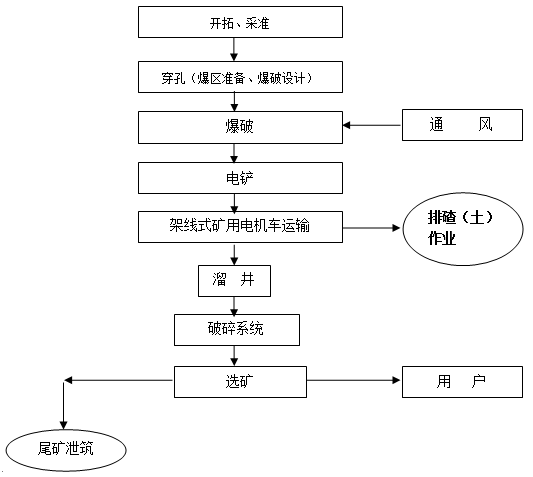 开拓、采准
穿孔（爆区准备、爆破设计）
爆破
通 风
电铲
架线式矿用电机车运输
排碴（土）
作业
溜 井
破碎系统
选矿
用 户
尾矿泄筑